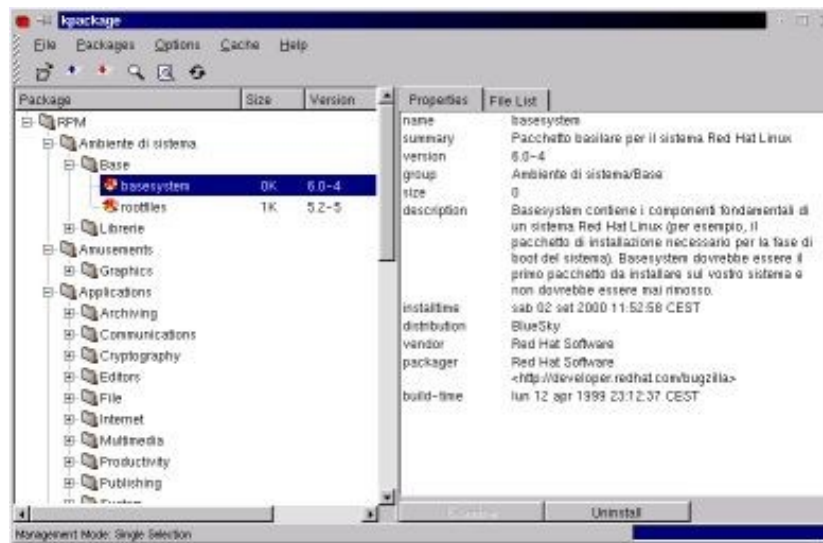 kpackage
File Packages Options Cache Help
Package Size Version
RPM
Ambiente di sistema
Base
basesystem 0K 6.0-4
rootfiles 1K 5.2-5
Librerie
Amusements
Graphics
Applications
Archiving
Communications
Cryptography
Editors
File
Internet
Multimedia
Productivity
Publishing
System
Properties File List
name basesystem
summary Pacchetto basilare per il sistema Red Hat Linux
version 6.0-4
group Ambiente di sistema/Base
size 0
description Basesystem contiene i componenti fondamentali di
un sistema Red Hat Linux (per esempio, il
pacchetto di installazione necessario per la fase di
boot del sistema). Basesystem dovrebbe essere il
primo pacchetto da installare sul vostro sistema e
non dovrebbe essere mai rimosso.
installtime sab 02 set 2000 11:52:58 CEST
distribution BlueSky
vendor Red Hat Software
packager Red Hat Software
<http://developer.redhat.com/bugzilla>
build-time lun 12 apr 1999 23:12:37 CEST
Uninstall
Management Mode: Single Selection